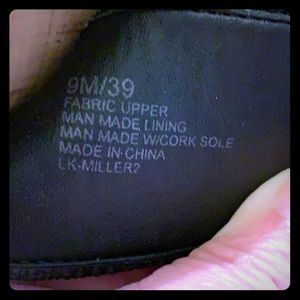 9M/39
FABRIC UPPER
MAN MADE LINING
MAN MADE W/CORK SOLE
MADE IN CHINA
LK-MILLER2